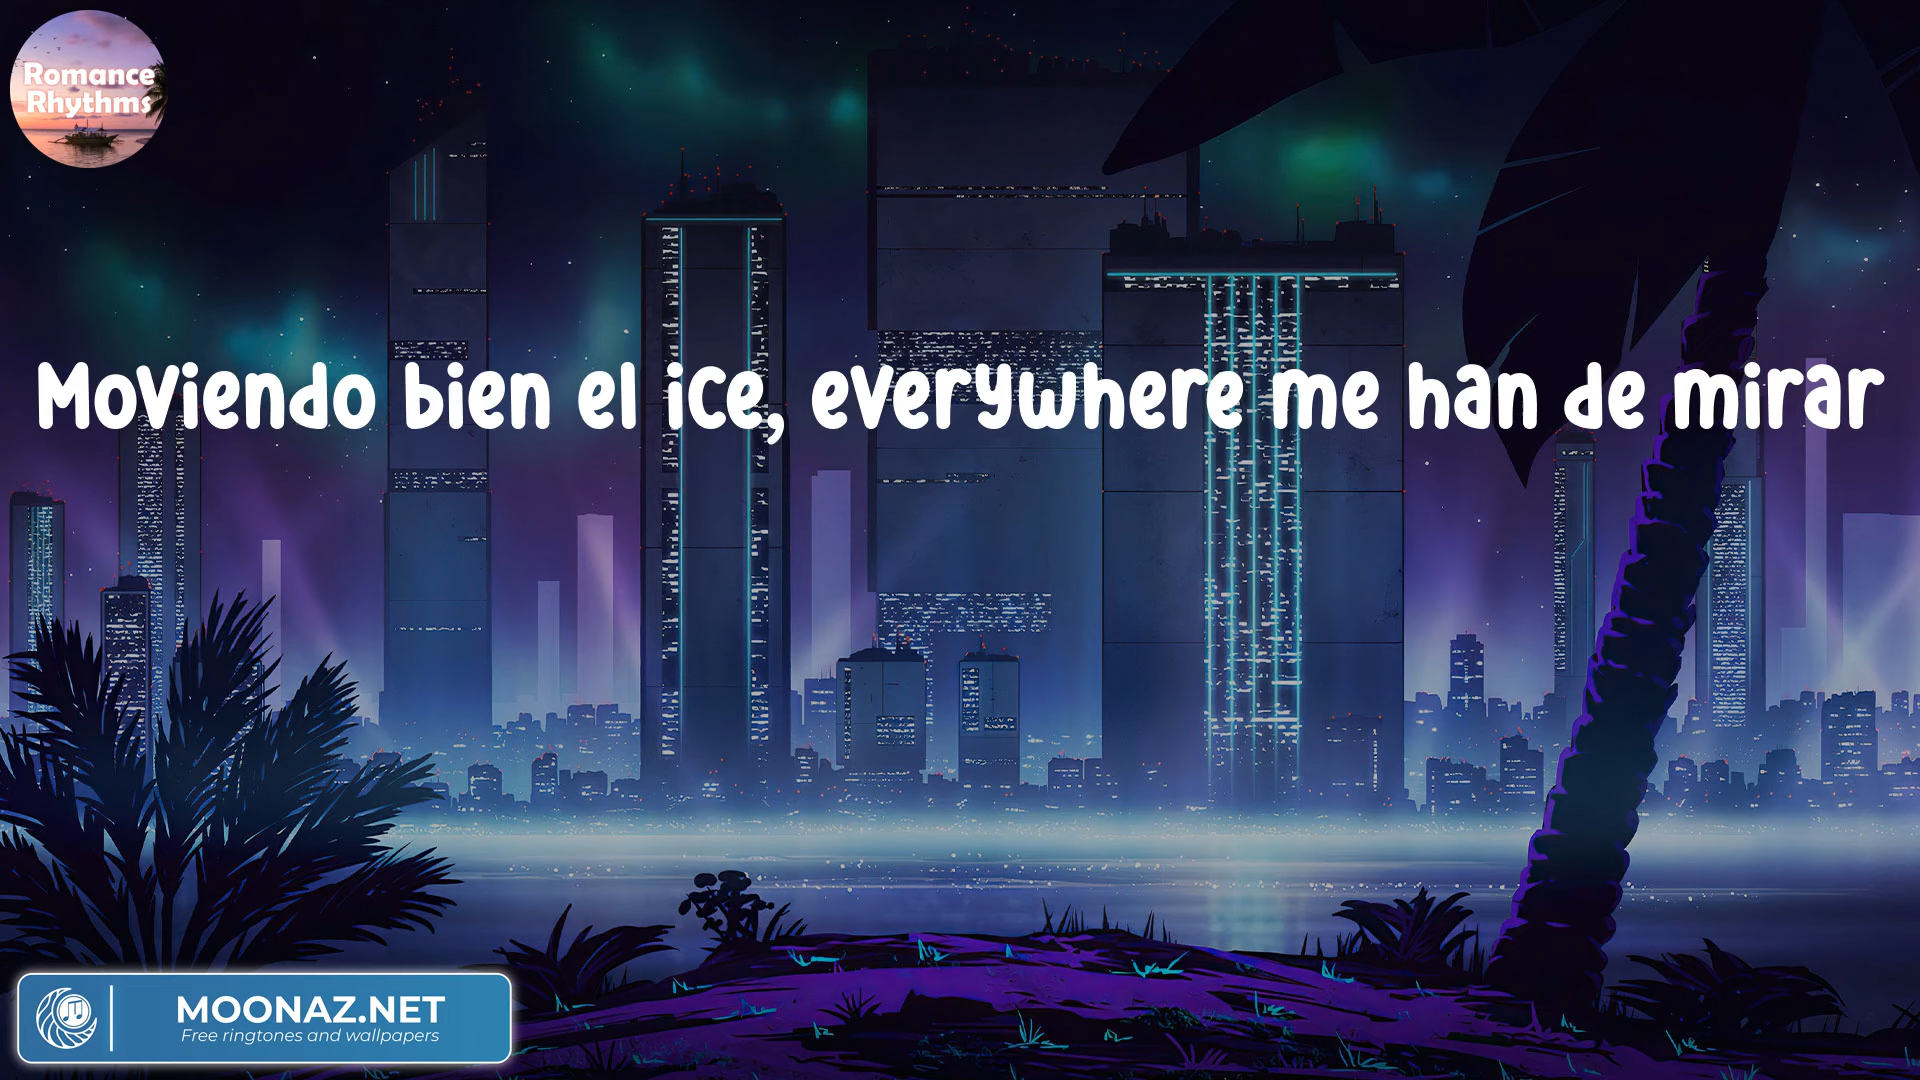 Romance
Rhythms
Moviendo bien el ice, everywhere me han de mirar
MOONAZ.NET
Free ringtones and wallpapers